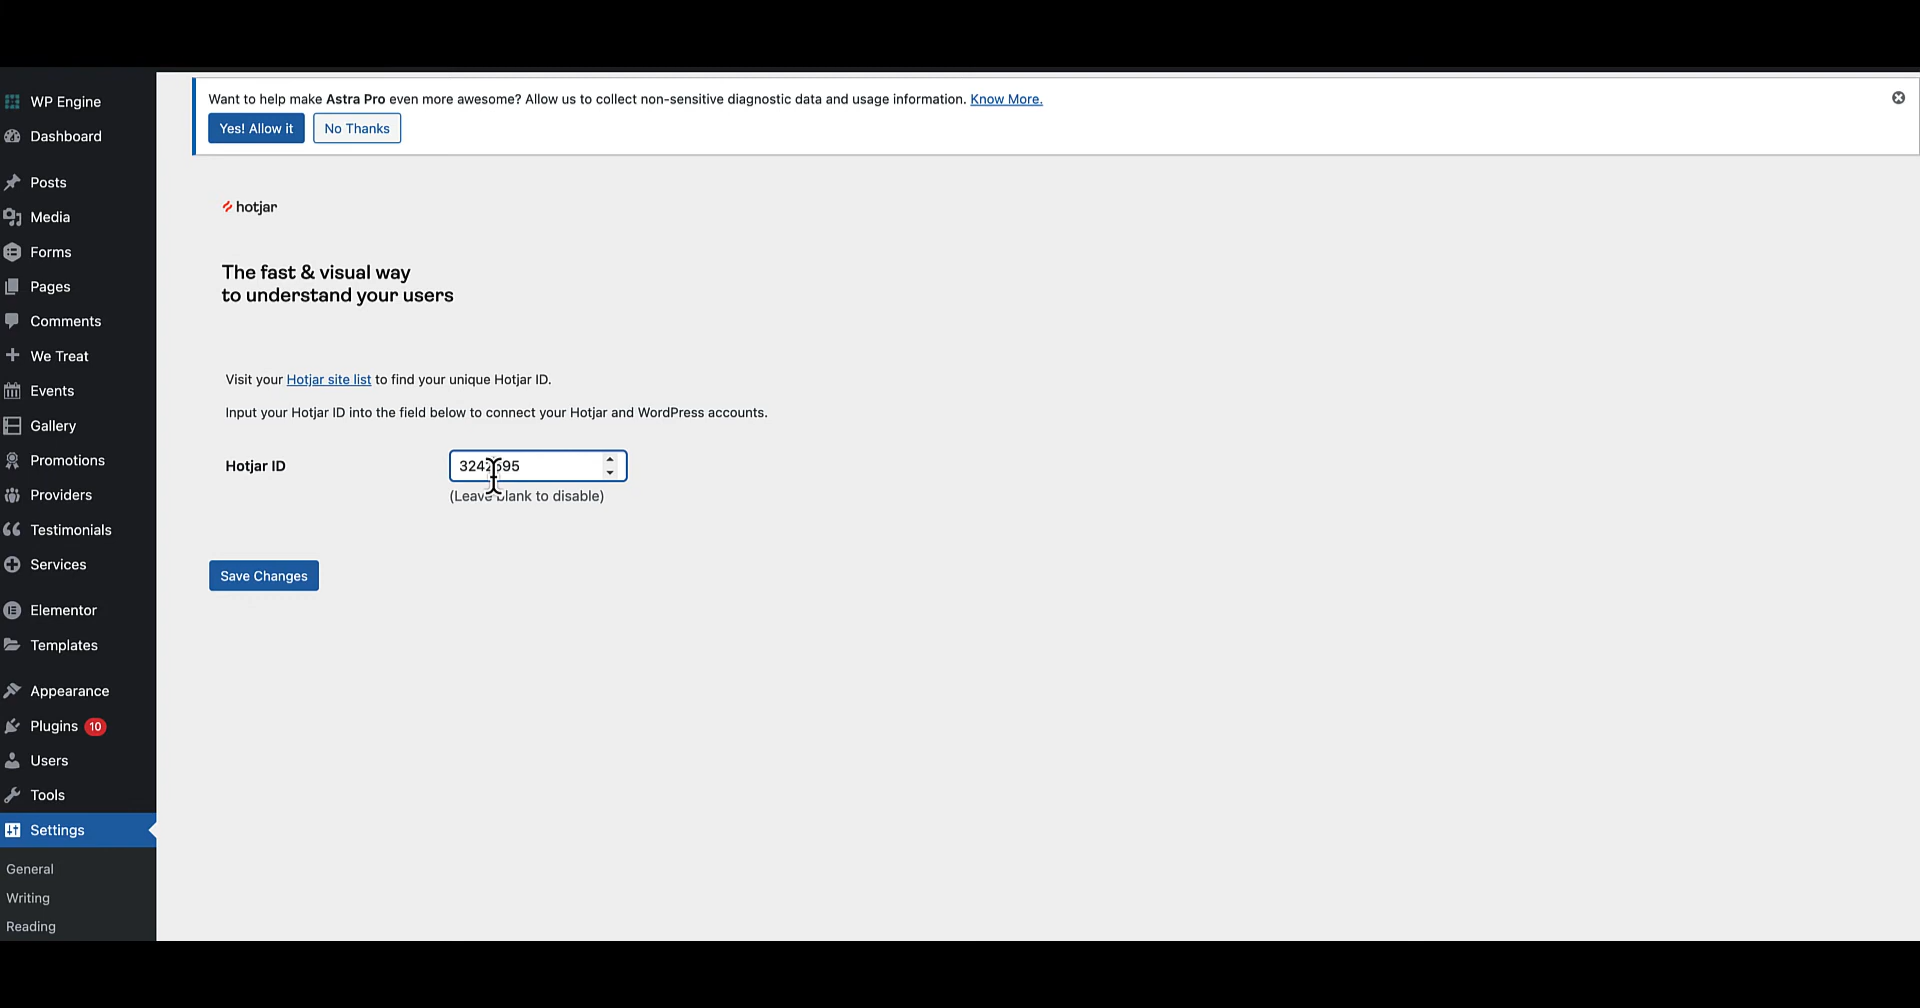 WP Engine
Dashboard
Posts
Media
Forms
Pages
Comments
We Treat
Events
Gallery
Promotions
Providers
Testimonials
Services
Elementor
Templates
Appearance
Plugins 10
Users
Tools
Settings
General
Writing
Reading
Want to help make Astra Pro even more awesome? Allow us to collect non-sensitive diagnostic data and usage information. Know More.
Yes! Allow it No Thanks
hotjar
The fast & visual way
to understand your users
Visit your Hotjar site list to find your unique Hotjar ID.
Input your Hotjar ID into the field below to connect your Hotjar and WordPress accounts.
Hotjar ID
(Leave blank to disable)
Save Changes